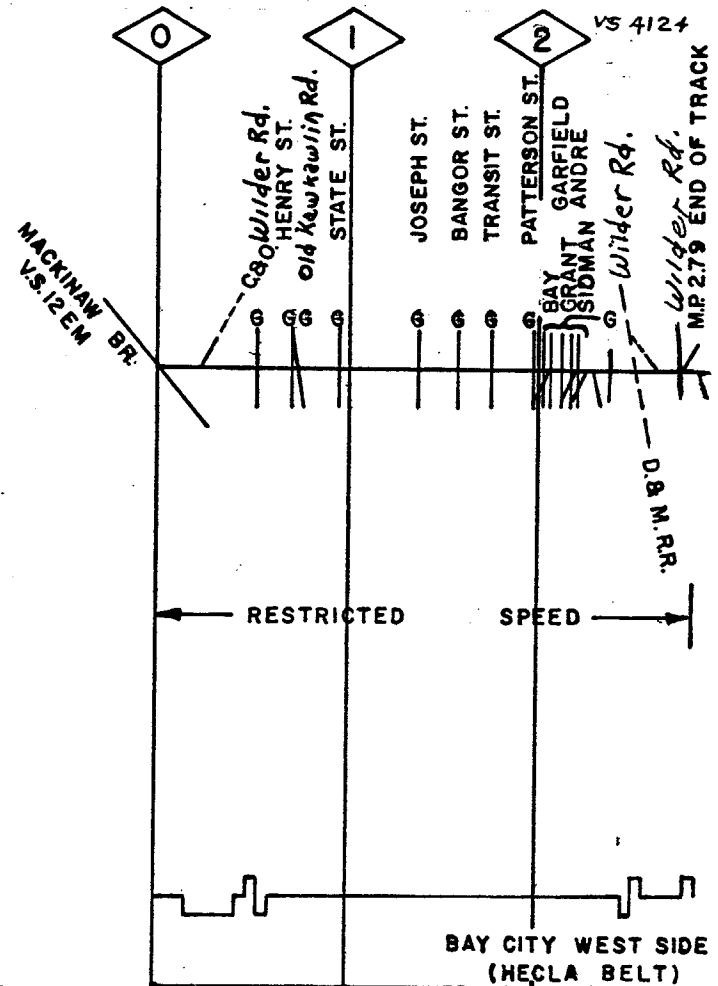 VS 4124
0
1
2
MACKINAW BR.
V.S. 12 EM
C&O
Wilder Rd.
HENRY ST.
Old Kawkawlin Rd.
STATE ST.
JOSEPH ST.
BANGOR ST.
TRANSIT ST.
PATTERSON ST.
BAY
GARFIELD
GRANT
SIDMAN
ANDRE
Wilder Rd.
Wilder Rd.
M.P. 2.79 END OF TRACK
G
G G
G
G
G
G
G
G
D. & M. R.R.
RESTRICTED SPEED
BAY CITY WEST SIDE
(HECLA BELT)